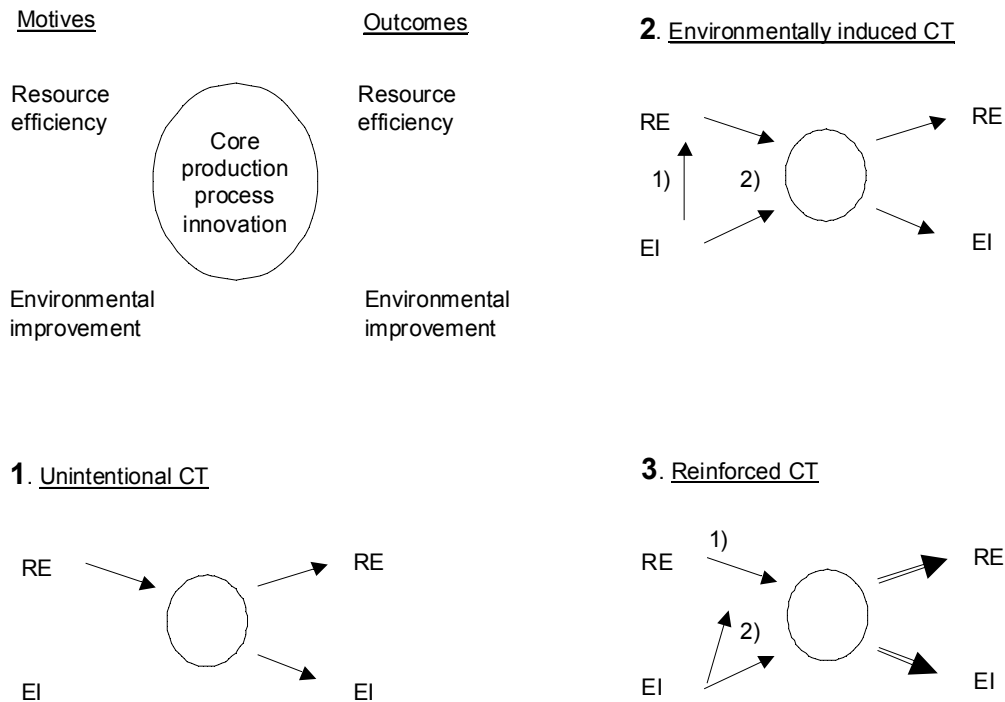 Motives
Outcomes
Resource
efficiency
Core
production
process
innovation
Resource
efficiency
Environmental
improvement
Environmental
improvement
2. Environmentally induced CT
RE
RE
1)
2)
EI
EI
1. Unintentional CT
RE
RE
EI
EI
3. Reinforced CT
1)
RE
RE
2)
EI
EI